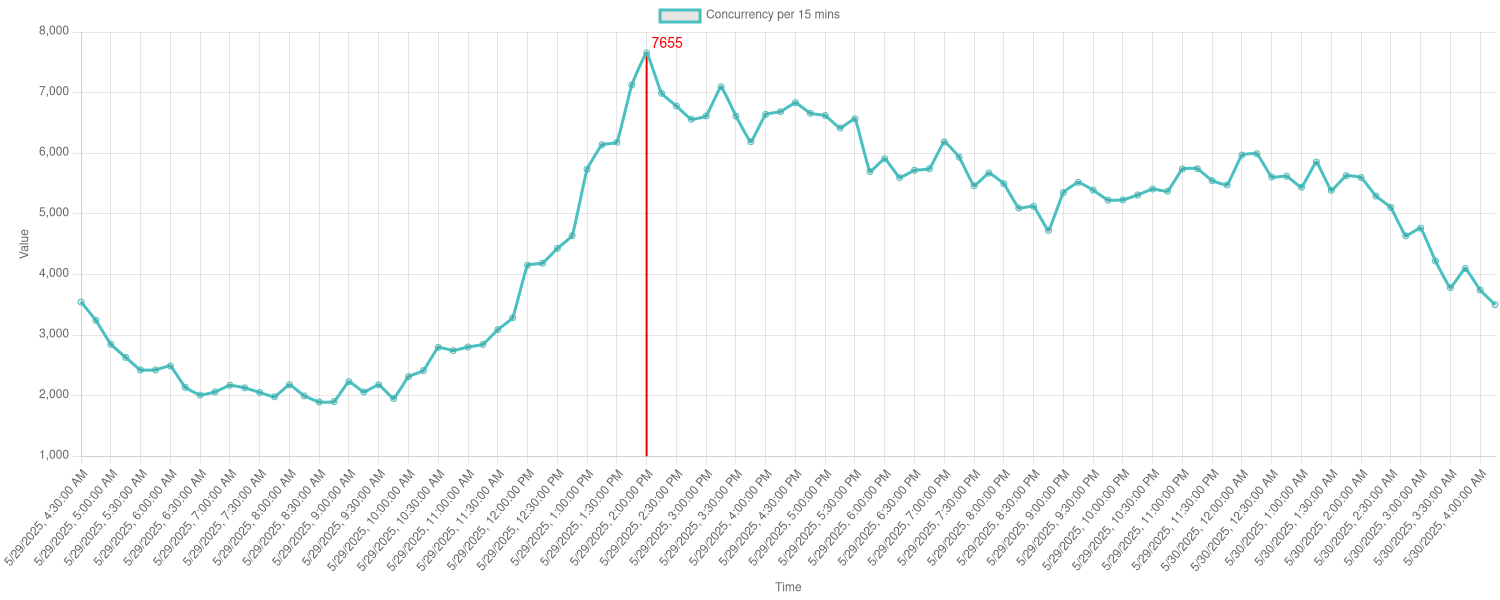 Concurrency per 15 mins
8,000
7655
7,000
6,000
5,000
Value
4,000
3,000
2,000
1,000
5/29/2025, 4:30:00 AM
5/29/2025, 5:00:00 AM
5/29/2025, 5:30:00 AM
5/29/2025, 6:00:00 AM
5/29/2025, 6:30:00 AM
5/29/2025, 7:00:00 AM
5/29/2025, 7:30:00 AM
5/29/2025, 8:00:00 AM
5/29/2025, 8:30:00 AM
5/29/2025, 9:00:00 AM
5/29/2025, 9:30:00 AM
5/29/2025, 10:00:00 AM
5/29/2025, 10:30:00 AM
5/29/2025, 11:00:00 AM
5/29/2025, 11:30:00 AM
5/29/2025, 12:00:00 PM
5/29/2025, 12:30:00 PM
5/29/2025, 1:00:00 PM
5/29/2025, 1:30:00 PM
5/29/2025, 2:00:00 PM
5/29/2025, 2:30:00 PM
5/29/2025, 3:00:00 PM
5/29/2025, 3:30:00 PM
5/29/2025, 4:00:00 PM
5/29/2025, 4:30:00 PM
5/29/2025, 5:00:00 PM
5/29/2025, 5:30:00 PM
5/29/2025, 6:00:00 PM
5/29/2025, 6:30:00 PM
5/29/2025, 7:00:00 PM
5/29/2025, 7:30:00 PM
5/29/2025, 8:00:00 PM
5/29/2025, 8:30:00 PM
5/29/2025, 9:00:00 PM
5/29/2025, 9:30:00 PM
5/29/2025, 10:00:00 PM
5/29/2025, 10:30:00 PM
5/29/2025, 11:00:00 PM
5/29/2025, 11:30:00 PM
5/30/2025, 12:00:00 AM
5/30/2025, 12:30:00 AM
5/30/2025, 1:00:00 AM
5/30/2025, 1:30:00 AM
5/30/2025, 2:00:00 AM
5/30/2025, 2:30:00 AM
5/30/2025, 3:00:00 AM
5/30/2025, 3:30:00 AM
5/30/2025, 4:00:00 AM
Time